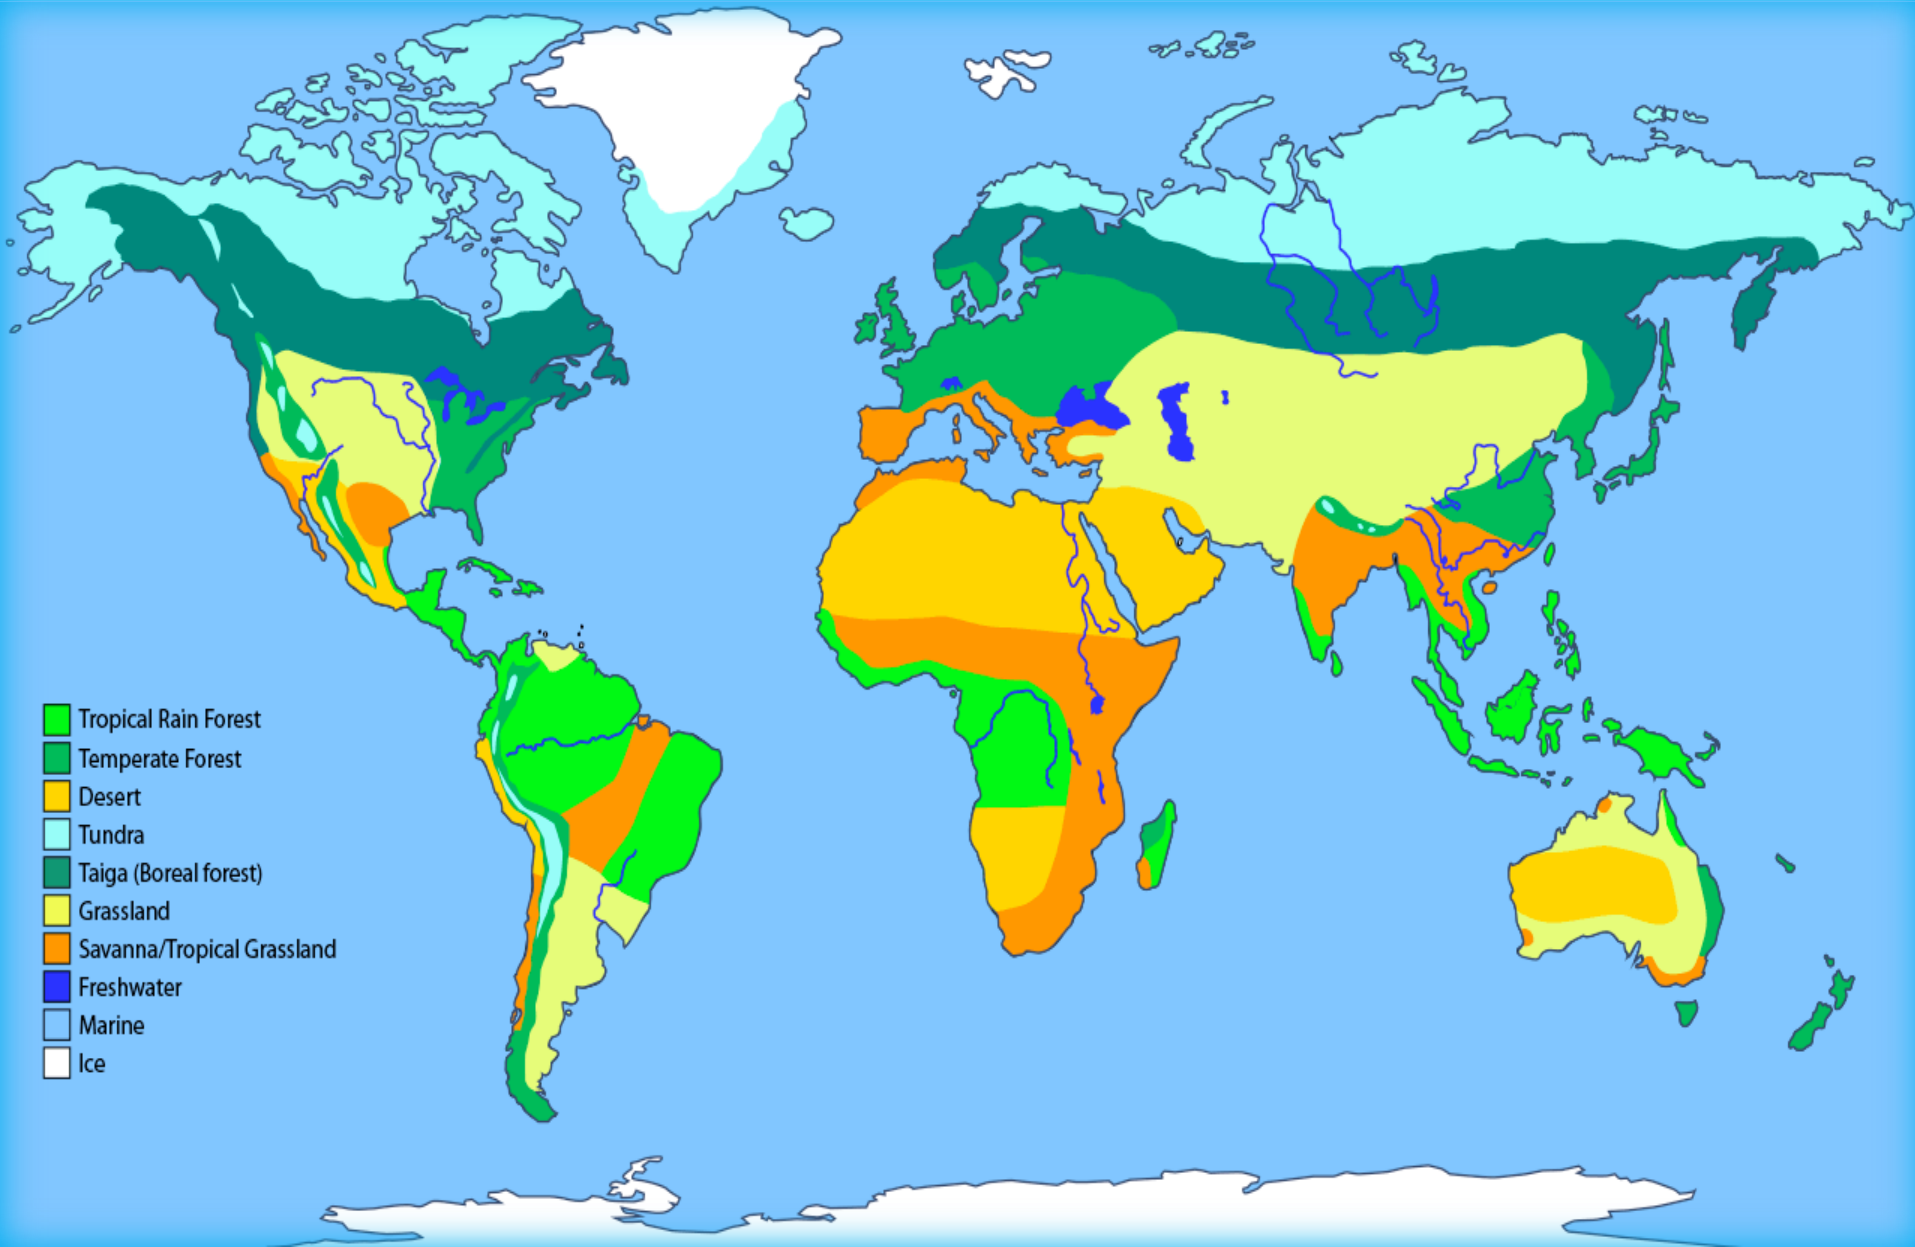 Tropical Rain Forest
Temperate Forest
Desert
Tundra
Taiga (Boreal forest)
Grassland
Savanna/Tropical Grassland
Freshwater
Marine
Ice